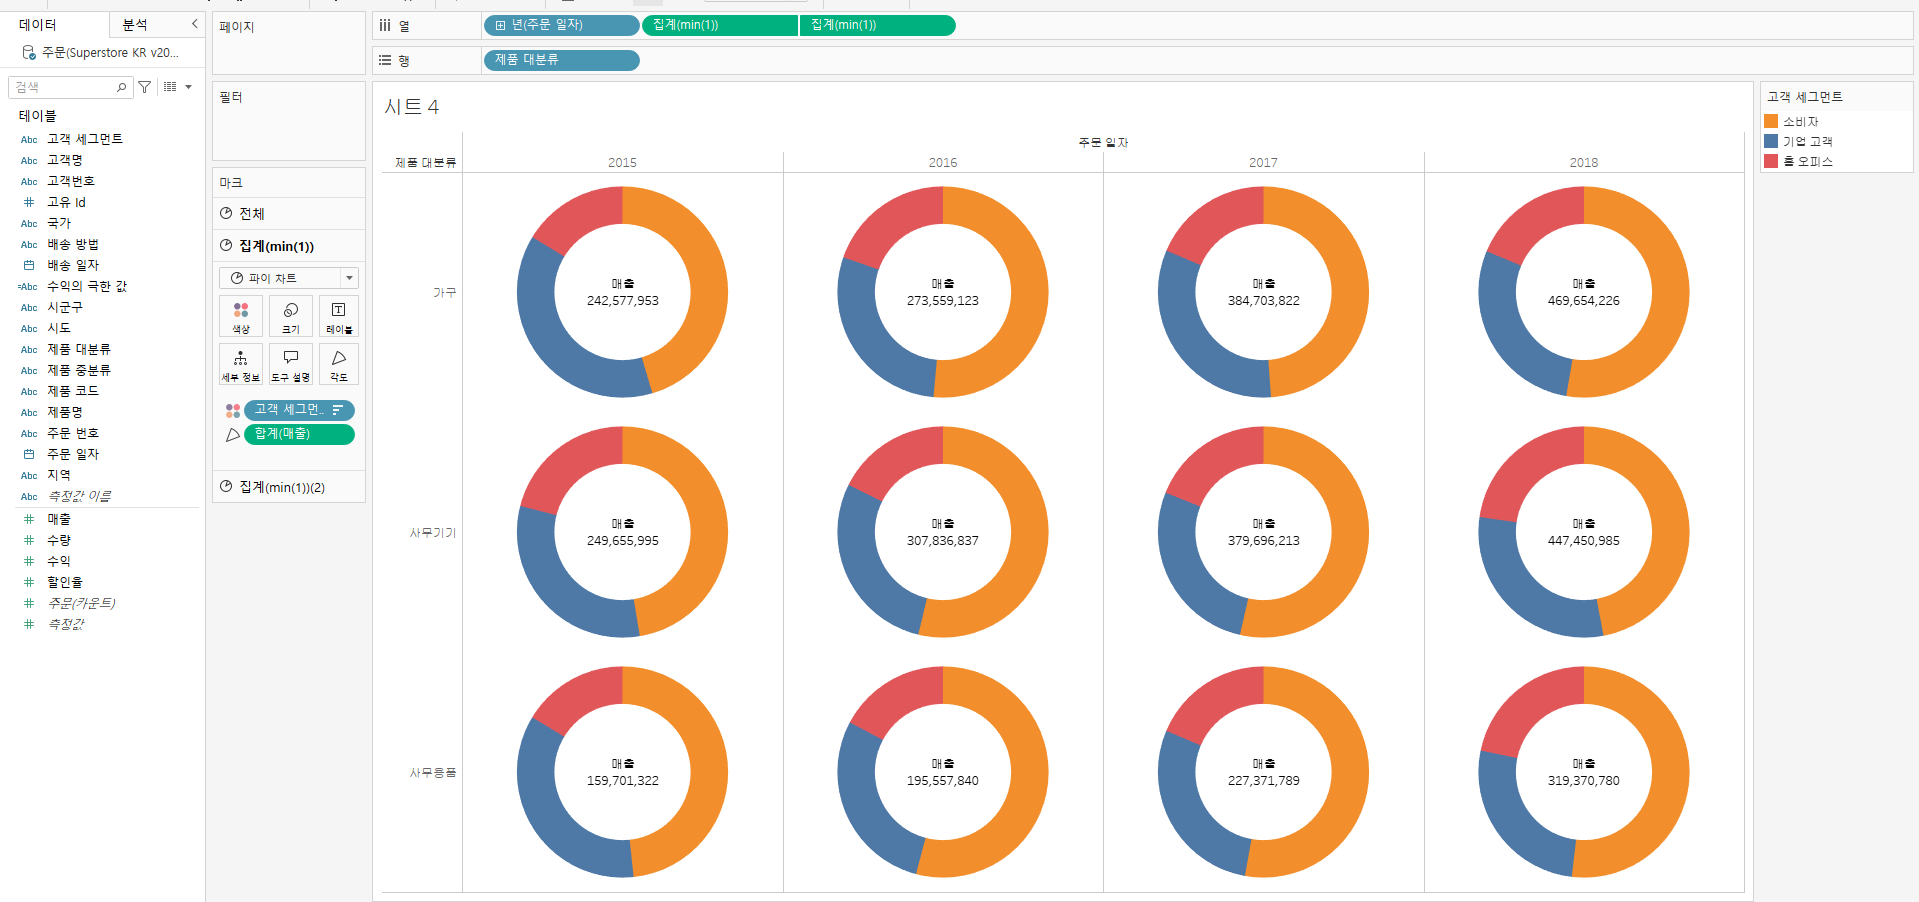 데이터
분석
주문(Superstore KR v20...
검색
테이블
Abc 고객 세그먼트
Abc 고객명
Abc 고객번호
# 고유 Id
Abc 국가
Abc 배송 방법
배송 일자
=Abc 수익의 극한 값
Abc 시군구
Abc 시도
Abc 제품 대분류
Abc 제품 중분류
Abc 제품 코드
Abc 제품명
Abc 주문 번호
주문 일자
Abc 지역
Abc 측정값 이름
# 매출
# 수량
# 수익
# 할인율
# 주문(카운트)
# 측정값
페이지
필터
마크
전체
집계(min(1))
파이 차트
색상 크기 레이블
세부 정보 도구 설명 각도
고객 세그먼..
합계(매출)
집계(min(1))(2)
열 년(주문 일자) 집계(min(1)) 집계(min(1))
행 제품 대분류
시트 4
주문 일자
제품 대분류 2015 2016 2017 2018
가구
매출 매출 매출 매출
242,577,953 273,559,123 384,703,822 469,654,226
사무기기
매출 매출 매출 매출
249,655,995 307,836,837 379,696,213 447,450,985
사무용품
매출 매출 매출 매출
159,701,322 195,557,840 227,371,789 319,370,780
고객 세그먼트
소비자
기업 고객
홈 오피스